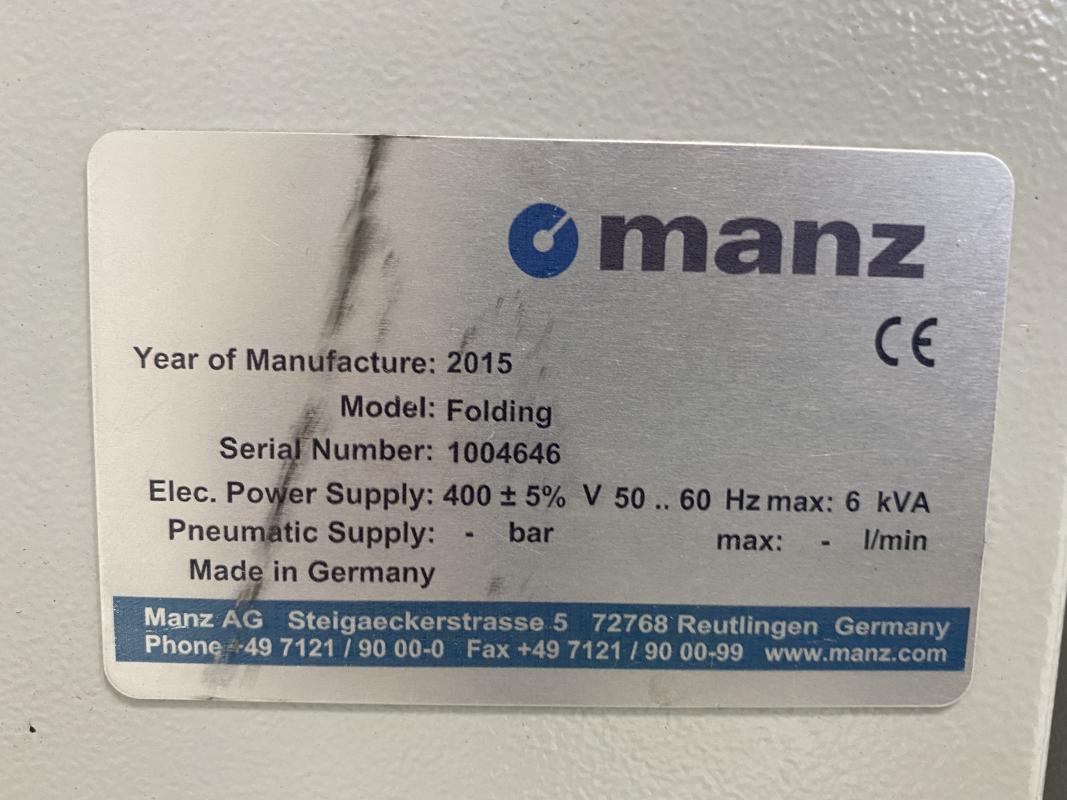 manz
CE
Year of Manufacture: 2015
Model: Folding
Serial Number: 1004646
Elec. Power Supply: 400 ± 5% V 50 .. 60 Hz max: 6 kVA
Pneumatic Supply: - bar max: - l/min
Made in Germany
Manz AG Steigaeckerstrasse 5 72768 Reutlingen Germany
Phone +49 7121 / 90 00-0 Fax +49 7121 / 90 00-99 www.manz.com